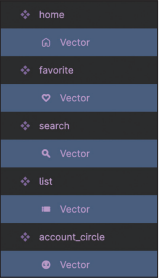 home
Vector
favorite
Vector
search
Vector
list
Vector
account_circle
Vector